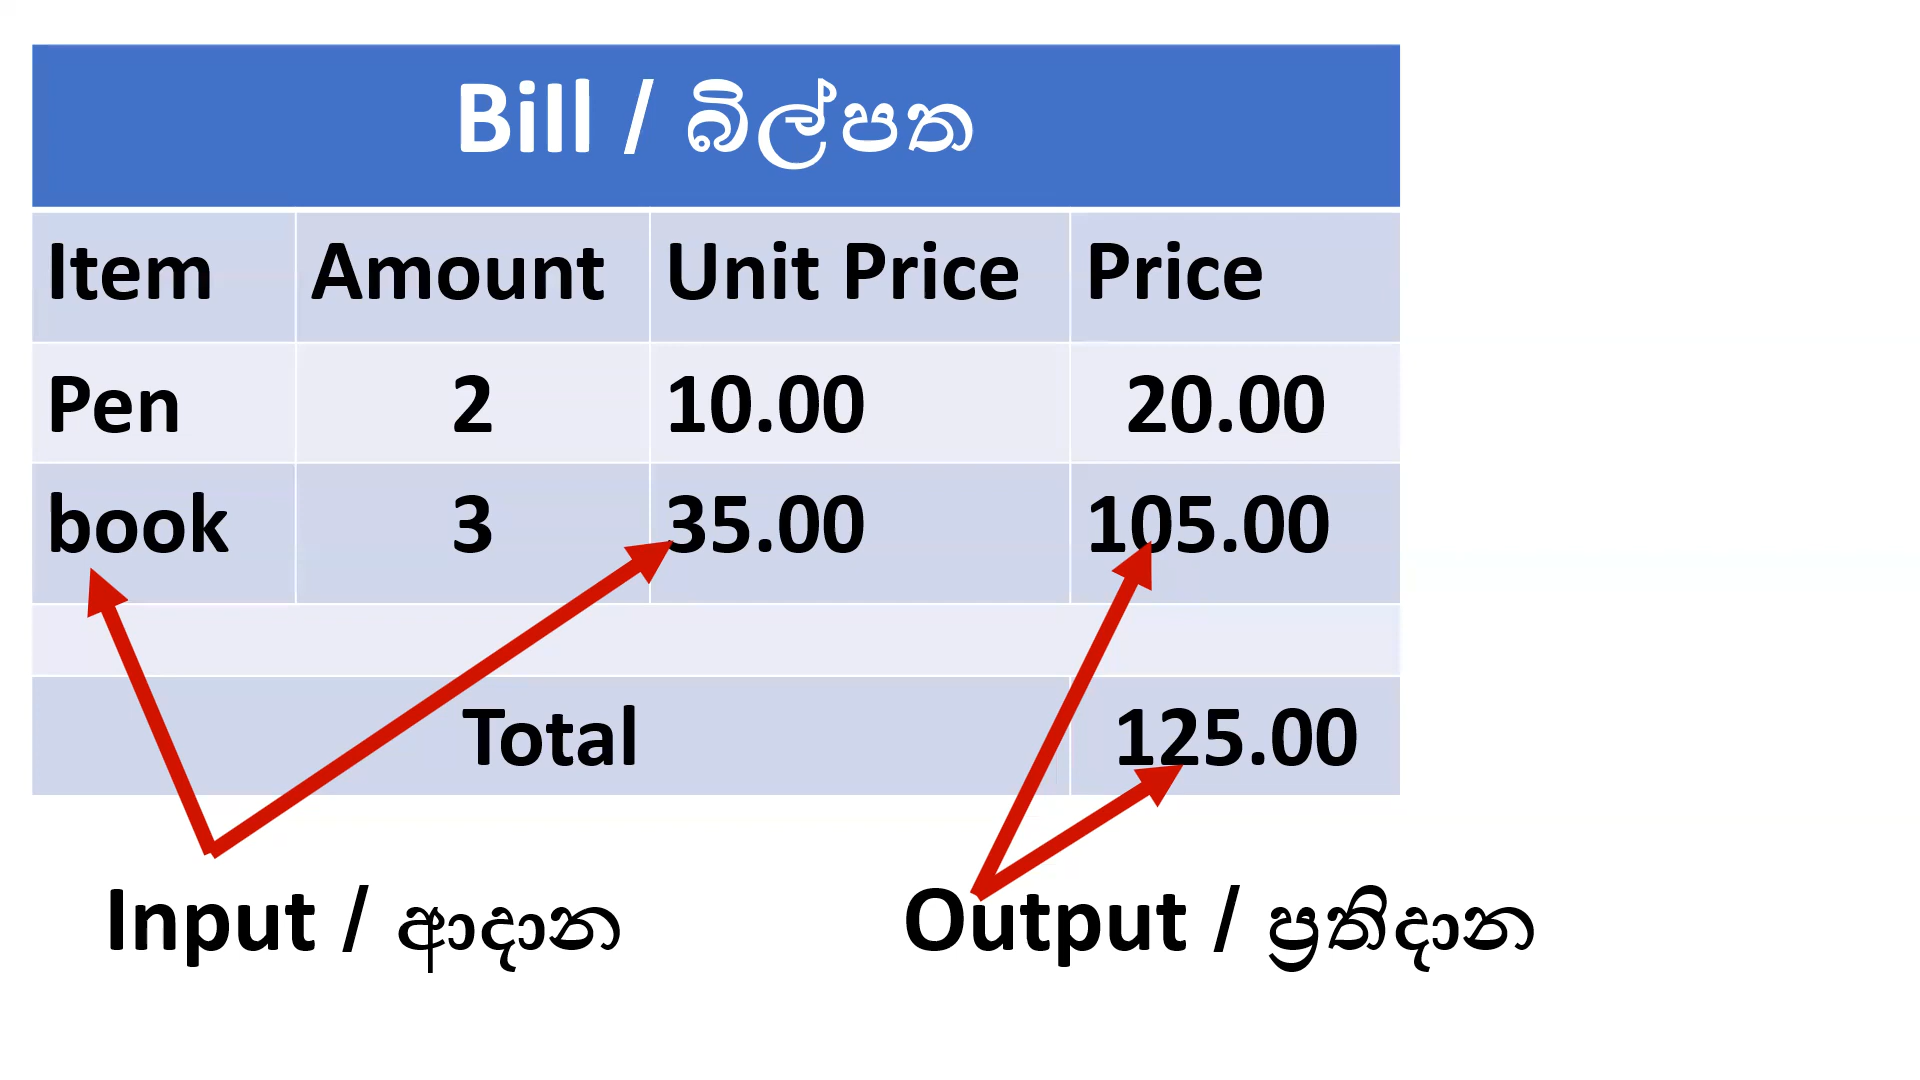 Bill / බිල්පත
Item Amount Unit Price Price
Pen 2 10.00 20.00
book 3 35.00 105.00
Total 125.00
Input / ආදාන
Output / ප්‍රතිදාන